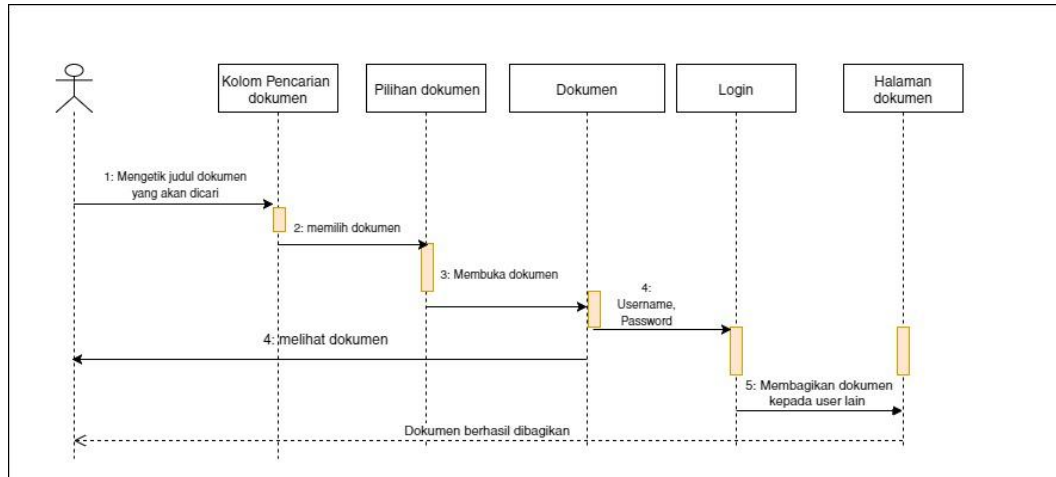 Kolom Pencarian
dokumen
Pilihan dokumen
Dokumen
Login
Halaman
dokumen
1: Mengetik judul dokumen
yang akan dicari
2: memilih dokumen
3: Membuka dokumen
4:
Username,
Password
4: melihat dokumen
5: Membagikan dokumen
kepada user lain
Dokumen berhasil dibagikan